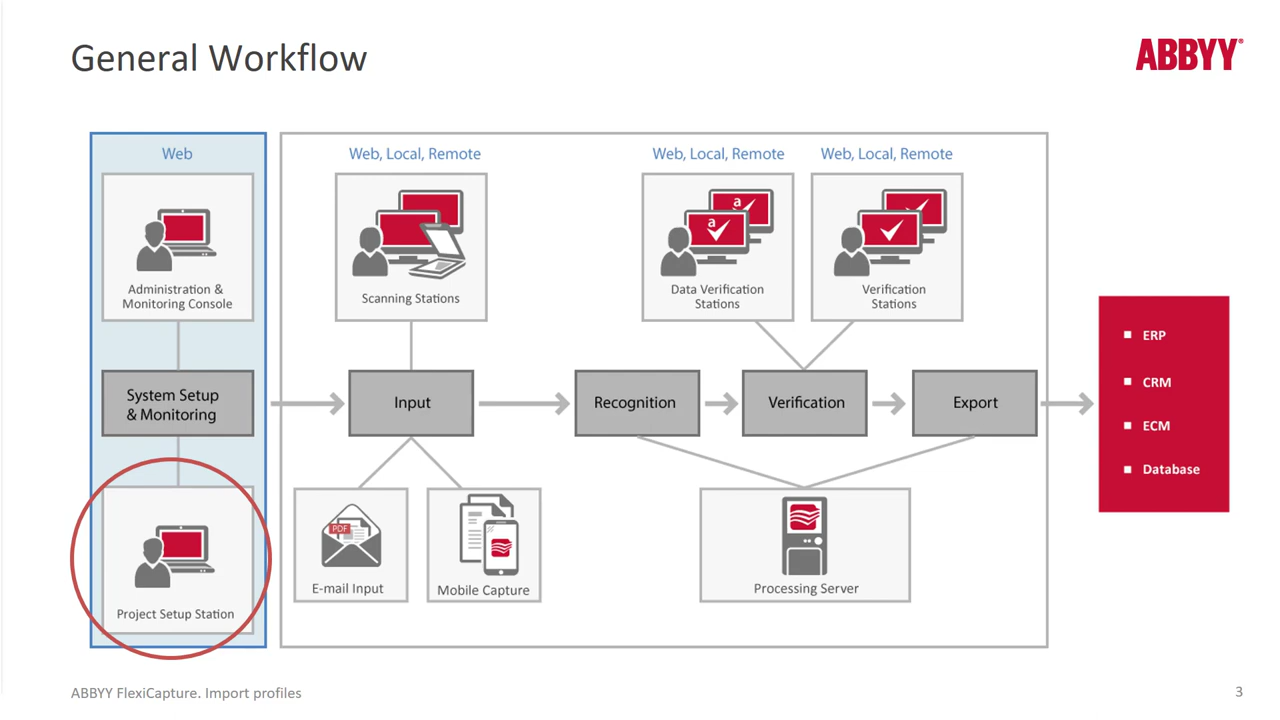 General Workflow
ABBYY®
Web
Web, Local, Remote
Web, Local, Remote
Web, Local, Remote
a
a
Administration &
Monitoring Console
Scanning Stations
Data Verification
Stations
Verification
Stations
System Setup
& Monitoring
Input
Recognition
Verification
Export
ERP
CRM
ECM
Database
PDF
Project Setup Station
E-mail Input
Mobile Capture
Processing Server
ABBYY FlexiCapture. Import profiles
3